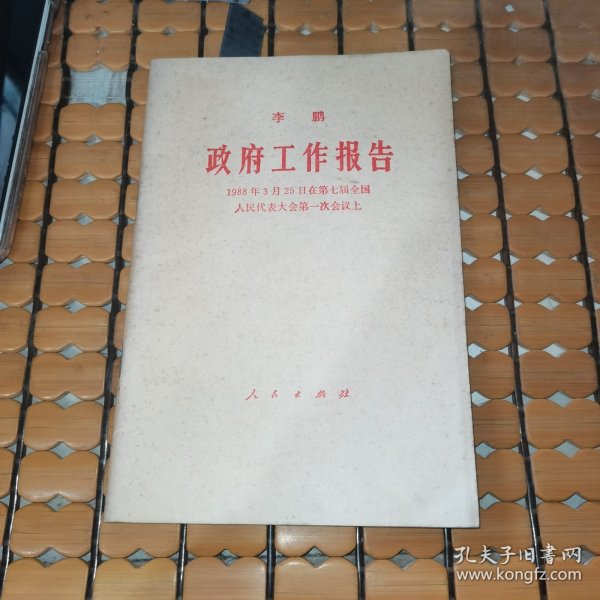 李 鹏
政府工作报告
1988年3月25日在第七届全国
人民代表大会第一次会议上
人民出版社
孔夫子旧书网
www.kongfz.com